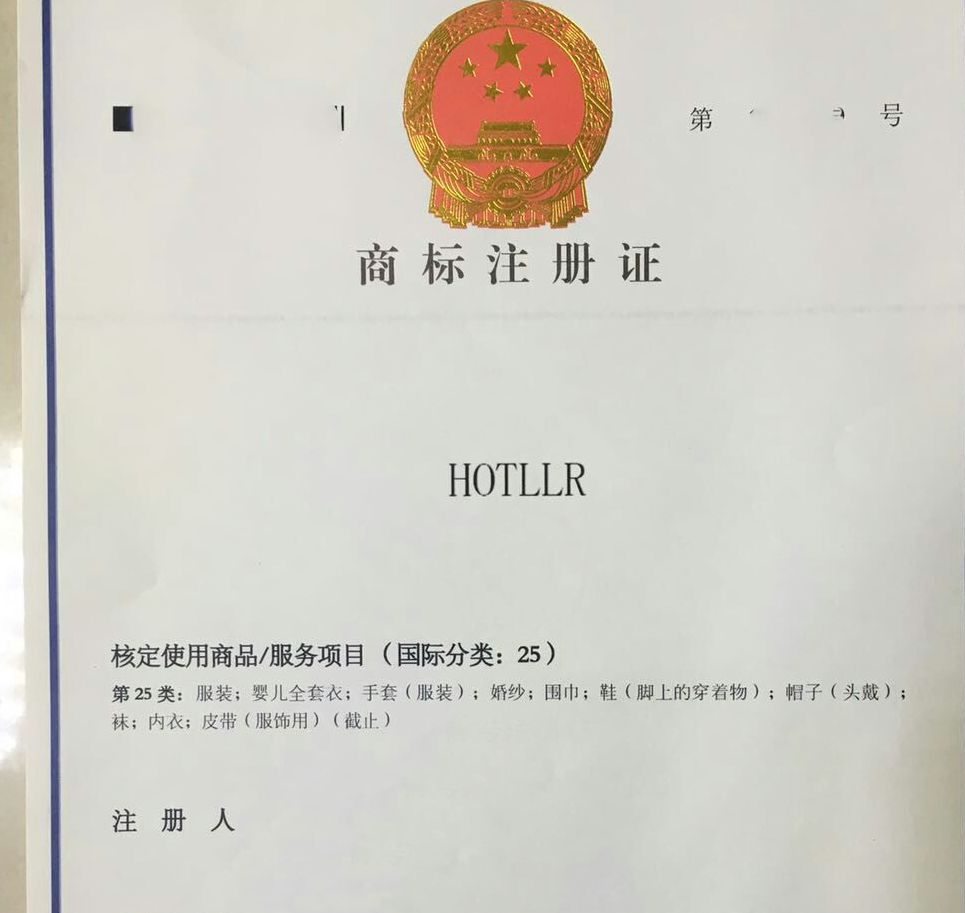 第 号
商标注册证
HOTLLR
核定使用商品/服务项目（国际分类：25）
第25类：服装；婴儿全套衣；手套（服装）；婚纱；围巾；鞋（脚上的穿着物）；帽子（头戴）；
袜；内衣；皮带（服饰用）（截止）
注册人